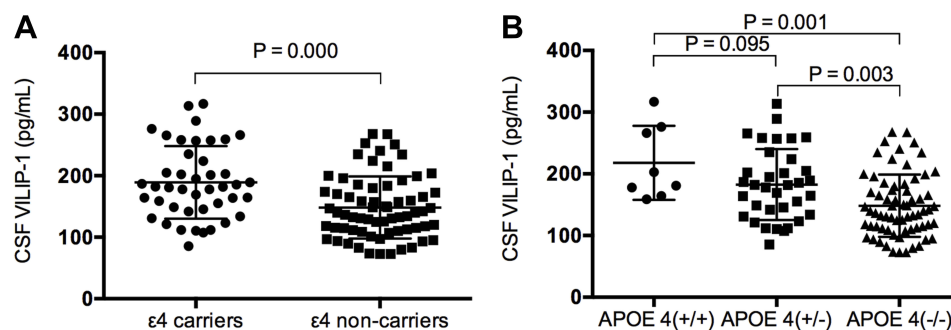 A
P = 0.000
CSF VILIP-1 (pg/mL)
400
300
200
100
0
ε4 carriers
ε4 non-carriers
B
P = 0.001
P = 0.095
P = 0.003
CSF VILIP-1 (pg/mL)
400
300
200
100
0
APOE 4(+/+)
APOE 4(+/-)
APOE 4(-/-)